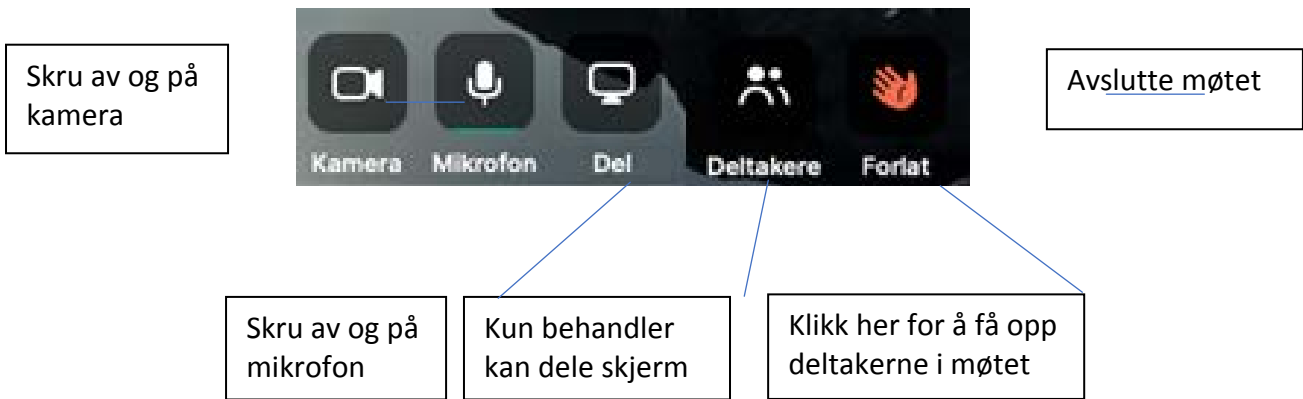 Skru av og på
kamera
Kamera Mikrofon Del Deltakere Forlat
Avslutte møtet
Skru av og på
mikrofon
Kun behandler
kan dele skjerm
Klikk her for å få opp
deltakerne i møtet